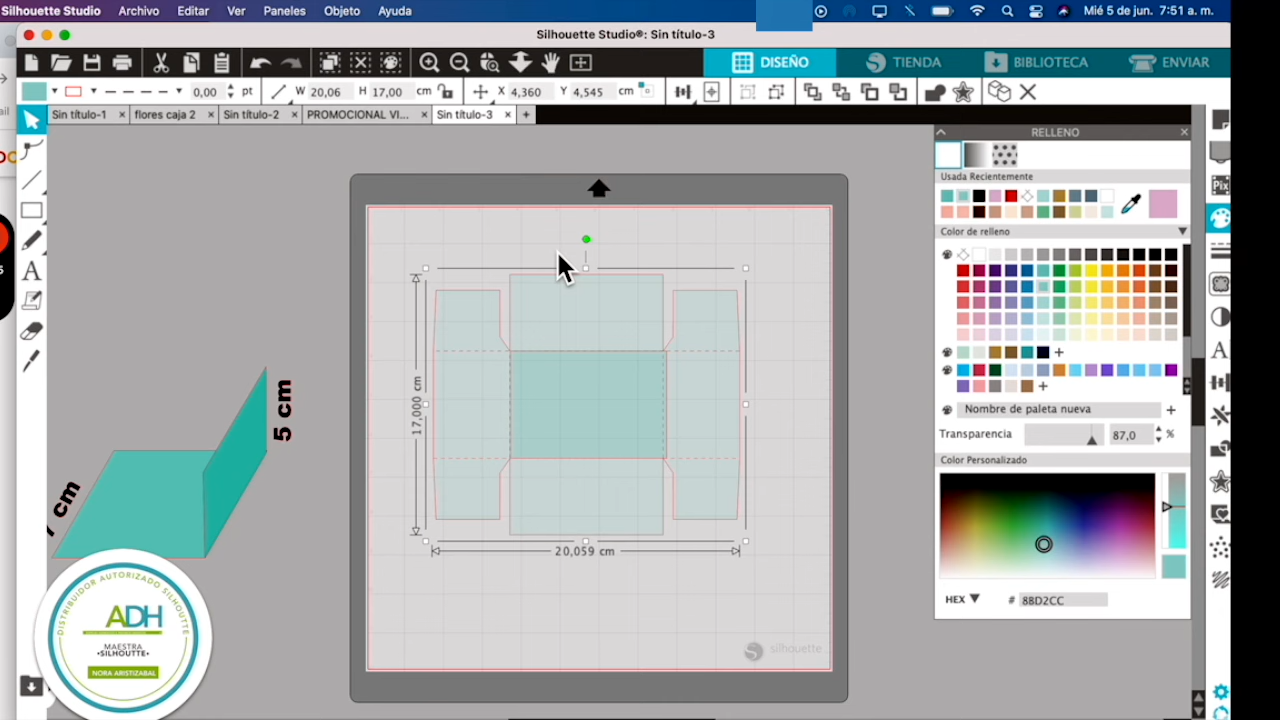 Silhouette Studio Archivo Editar Ver Paneles Objeto Ayuda Mié 5 de jun. 7:51 a. m.
Silhouette Studio®: Sin título-3
DISEÑO TIENDA BIBLIOTECA ENVIAR
0,00 pt W 20,06 H 17,00 cm X 4,360 Y 4,545 cm
Sin título-1 flores caja 2 Sin título-2 PROMOCIONAL VI... Sin título-3
RELLENO
Usada Recientemente
Color de relleno
Nombre de paleta nueva
Transparencia 87,0 %
Color Personalizado
HEX # 8BD2CC
17,000 cm
20,059 cm
5 cm
cm
silhouette
DISTRIBUIDOR AUTORIZADO SILHOUTTE
ADH
MAESTRA
•SILHOUTTE•
NORA ARISTIZABAL
Pix
A
A